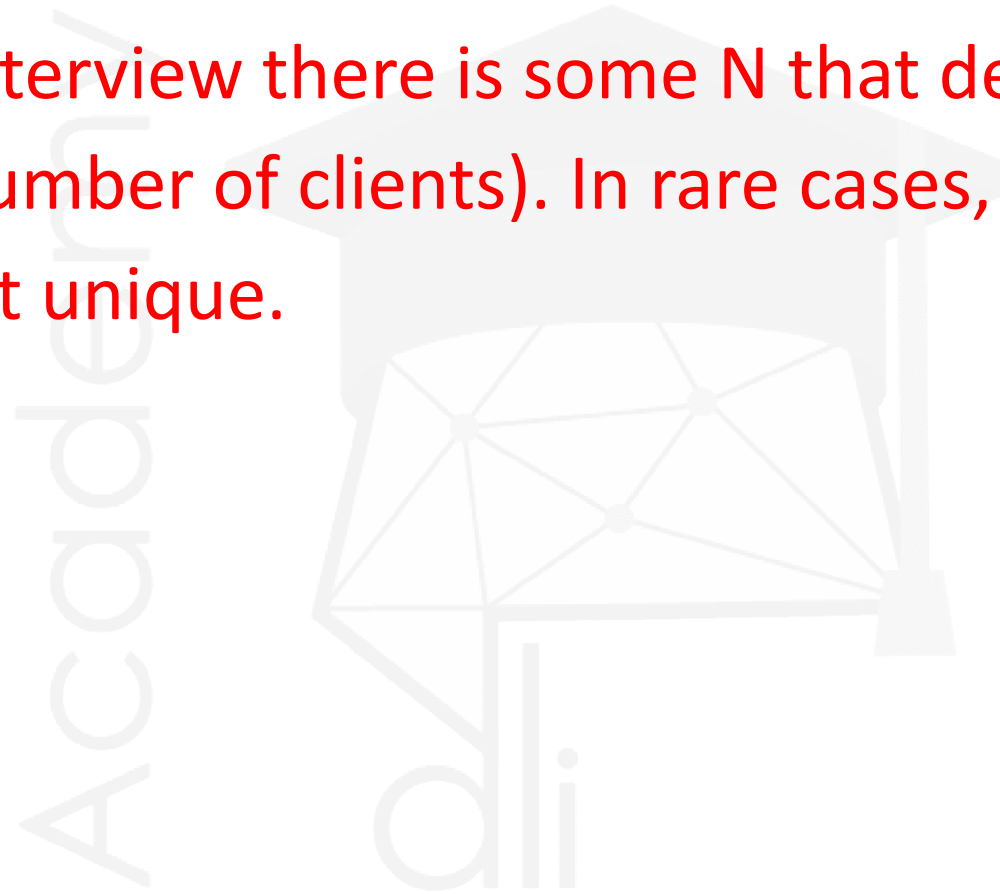 terview there is some N that de
umber of clients). In rare cases,
t unique.
Academy
dli